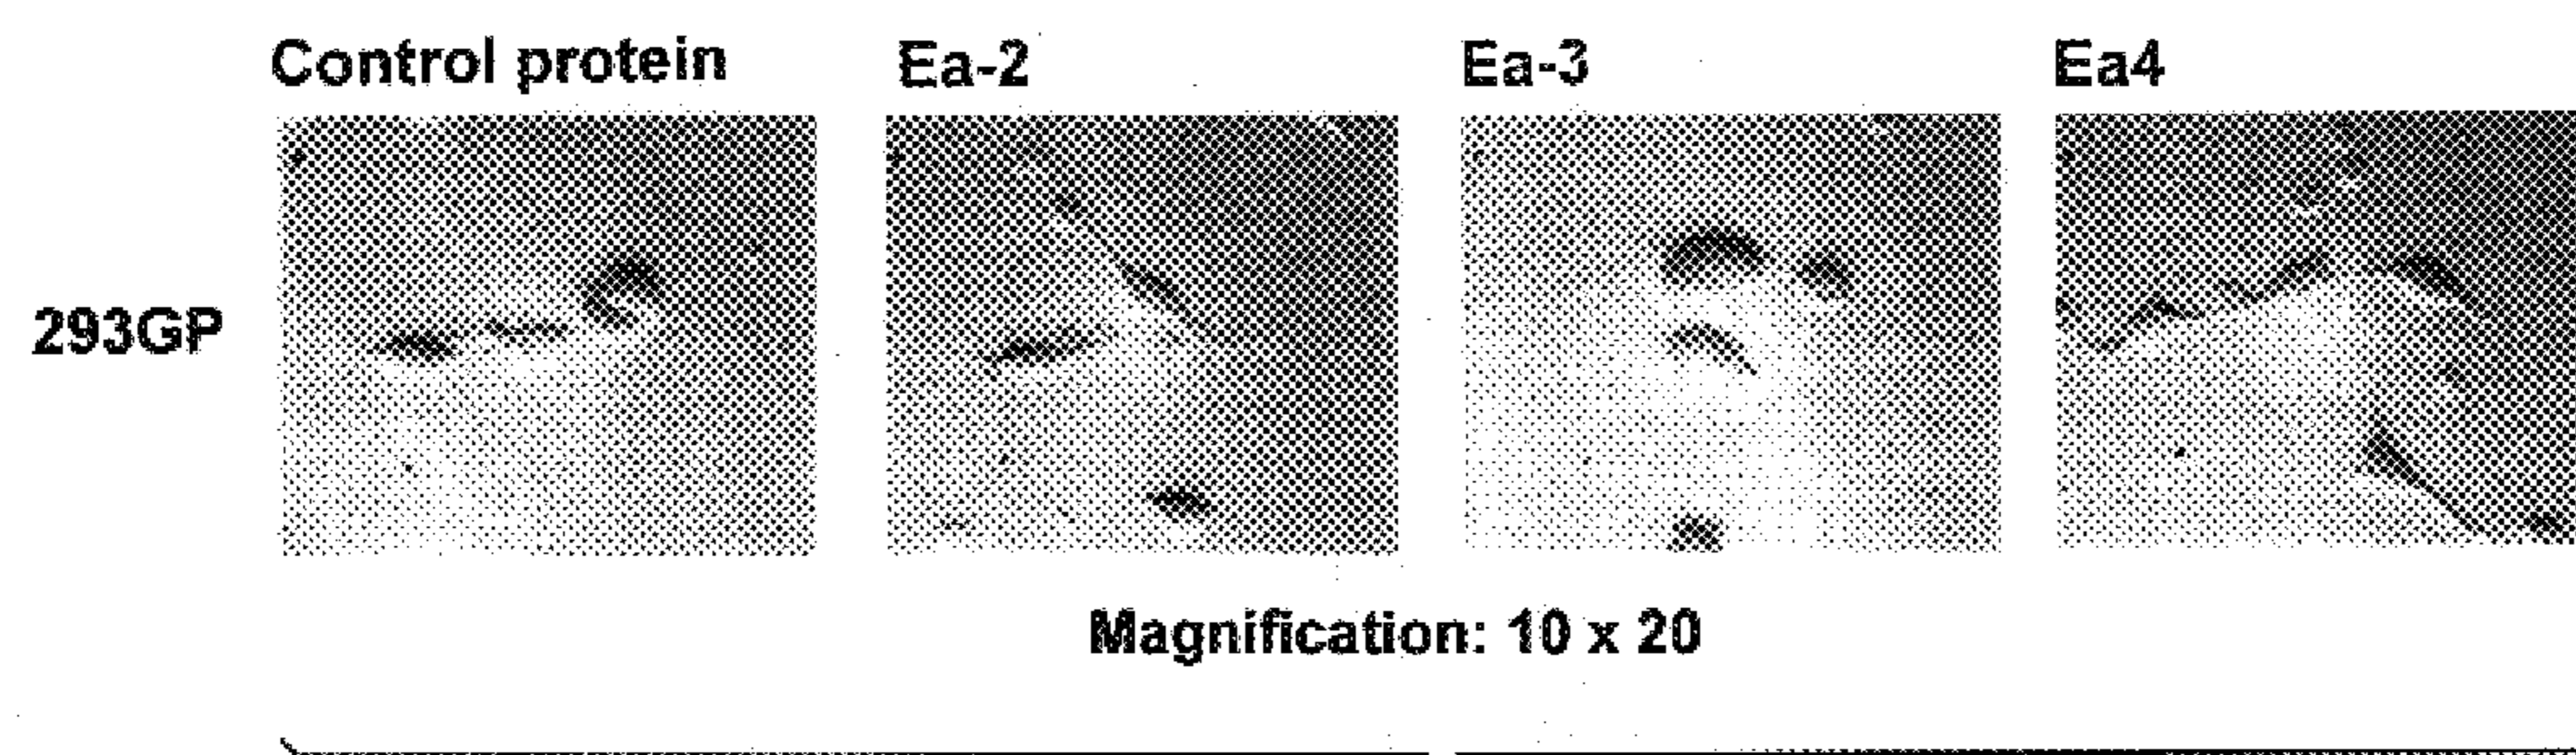 Control protein Ea-2 Ea-3 Ea4
293GP
Magnification: 10 x 20